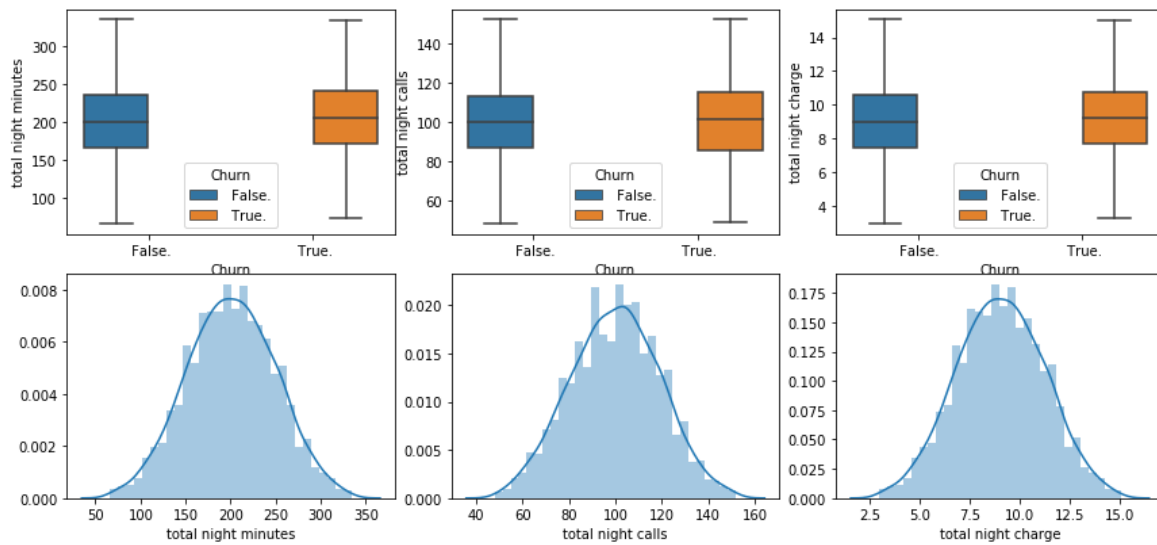 total night minutes
300
250
200
150
100
Churn
False.
True.
False.
True.
Churn
total night calls
140
120
100
80
60
Churn
False.
True.
False.
True.
Churn
total night charge
14
12
10
8
6
4
Churn
False.
True.
False.
True.
Churn
0.008
0.006
0.004
0.002
0.000
50 100 150 200 250 300 350
total night minutes
0.020
0.015
0.010
0.005
0.000
40 60 80 100 120 140 160
total night calls
0.175
0.150
0.125
0.100
0.075
0.050
0.025
0.000
2.5 5.0 7.5 10.0 12.5 15.0
total night charge